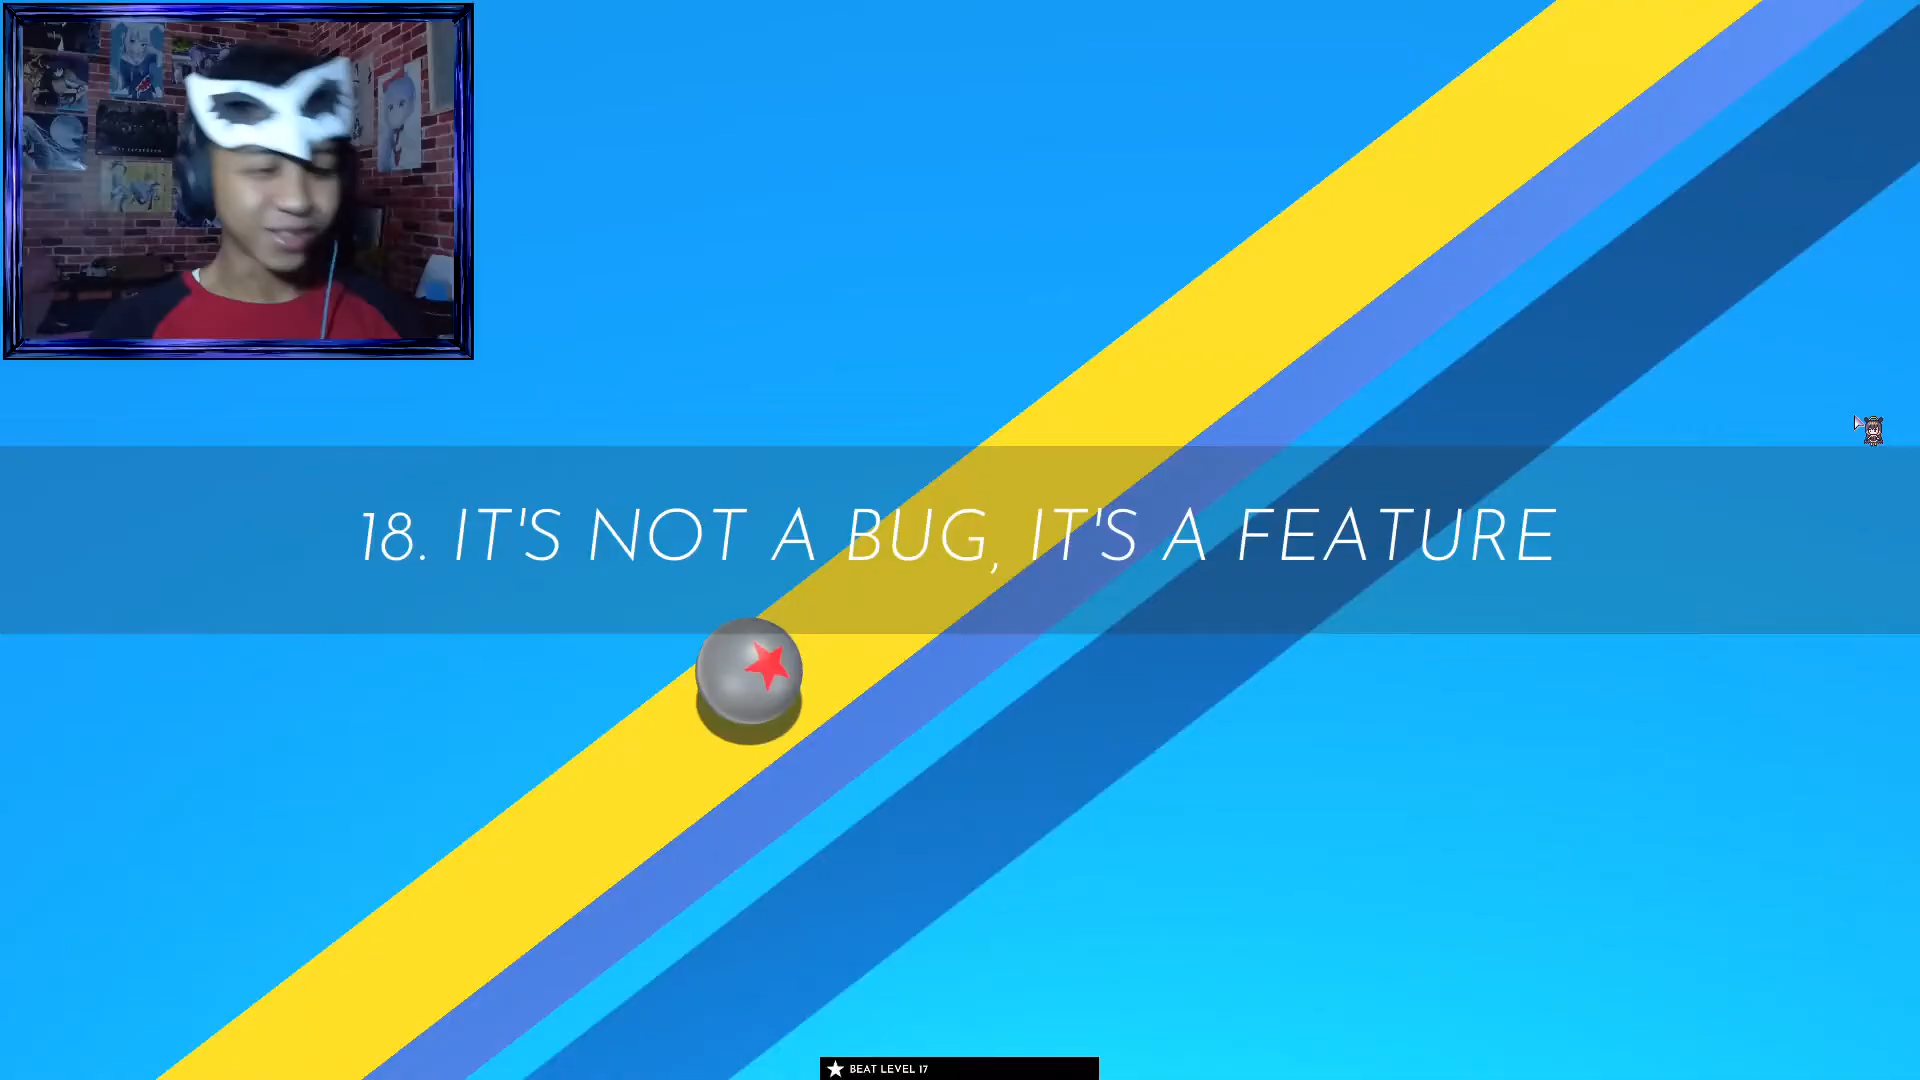 18. IT'S NOT A BUG, IT'S A FEATURE
BEAT LEVEL 17